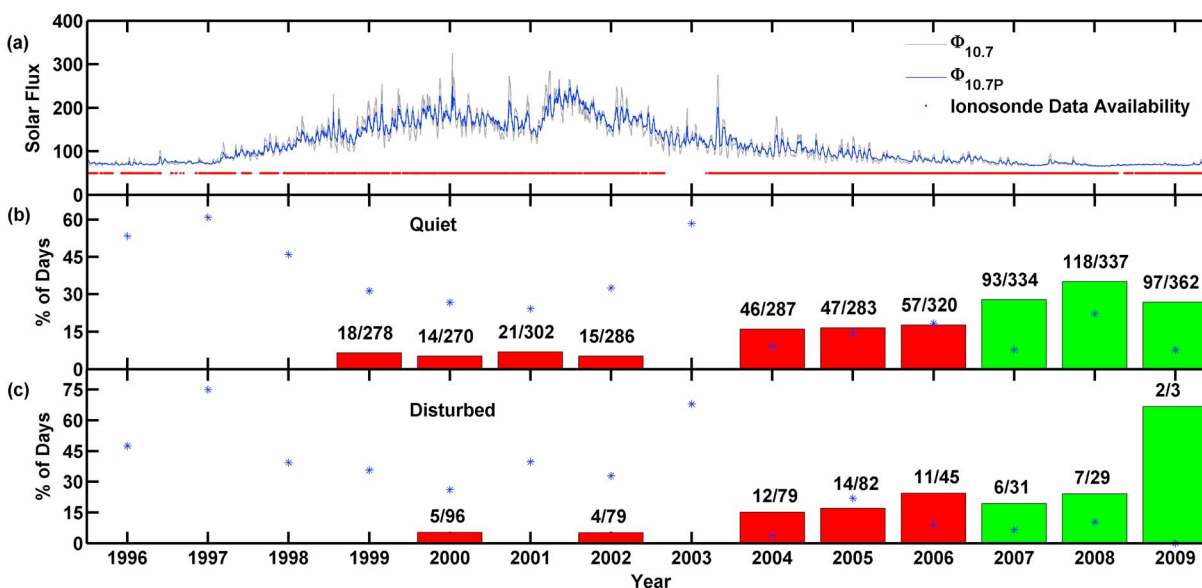 (a)
Solar Flux
400
300
200
100
0
Φ10.7
Φ10.7P
Ionosonde Data Availability
(b)
% of Days
60
45
30
15
0
Quiet
18/278
14/270
21/302
15/286
46/287
47/283
57/320
93/334
118/337
97/362
(c)
% of Days
75
60
45
30
15
0
Disturbed
5/96
4/79
12/79
14/82
11/45
6/31
7/29
2/3
1996 1997 1998 1999 2000 2001 2002 2003 2004 2005 2006 2007 2008 2009
Year